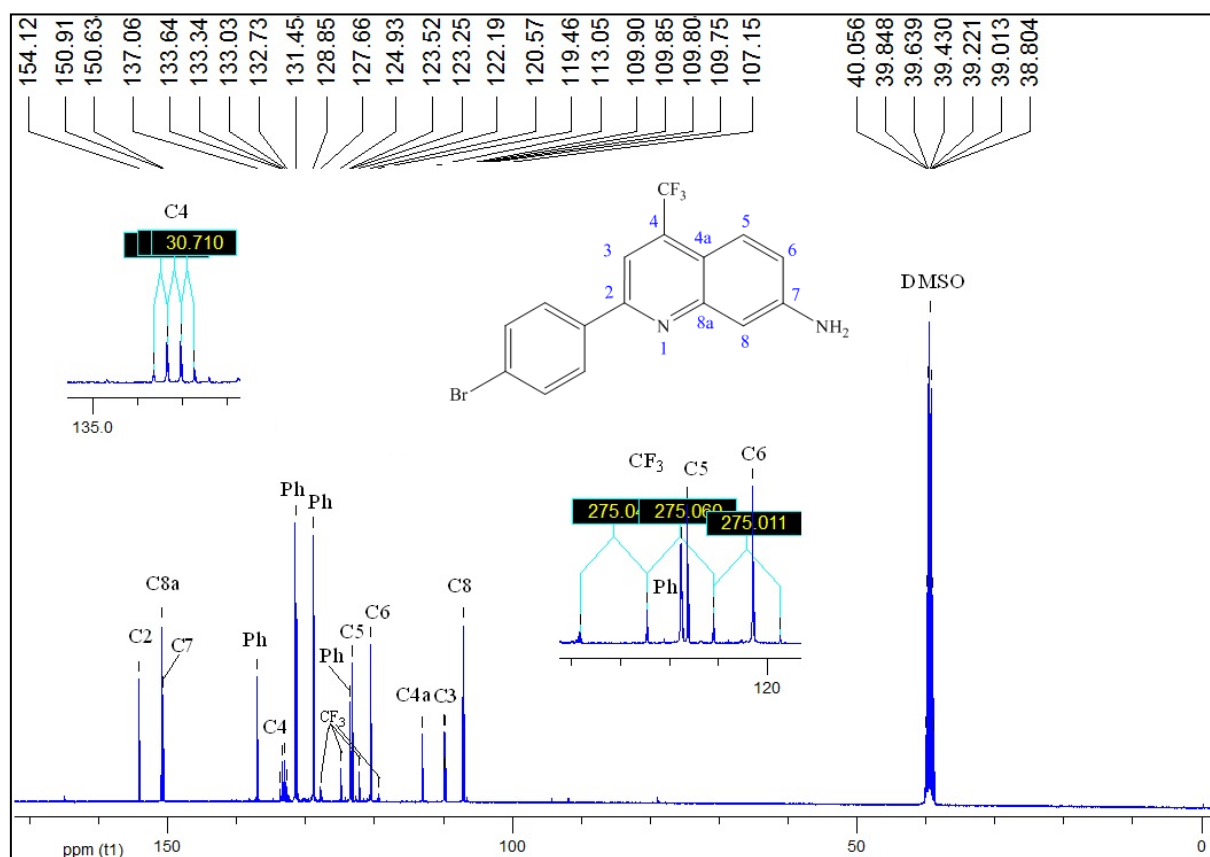 154.12 150.91 150.63 137.06 133.64 133.34 133.03 132.73 131.45 128.85 127.66 124.93 123.52 123.25 122.19 120.57 119.46 113.05 109.90 109.85 109.80 109.75 107.15 40.056 39.848 39.639 39.430 39.221 39.013 38.804
C4
30.710
135.0
CF3
4 5
3 4a 6
2 7
N 8a NH2
1 8
Br
DMSO
CF3 C5 C6
275.04 275.060 275.011
Ph
120
Ph Ph
C8a C8
C2 C7 Ph Ph C5 C6
C4 CF3 C4a C3
150 100 50 0
ppm (t1)